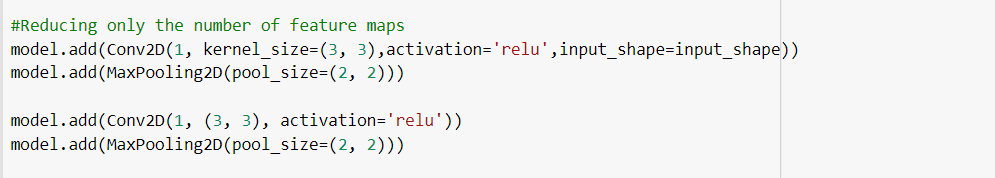 #Reducing only the number of feature maps
model.add(Conv2D(1, kernel_size=(3, 3),activation='relu',input_shape=input_shape))
model.add(MaxPooling2D(pool_size=(2, 2)))
model.add(Conv2D(1, (3, 3), activation='relu'))
model.add(MaxPooling2D(pool_size=(2, 2)))